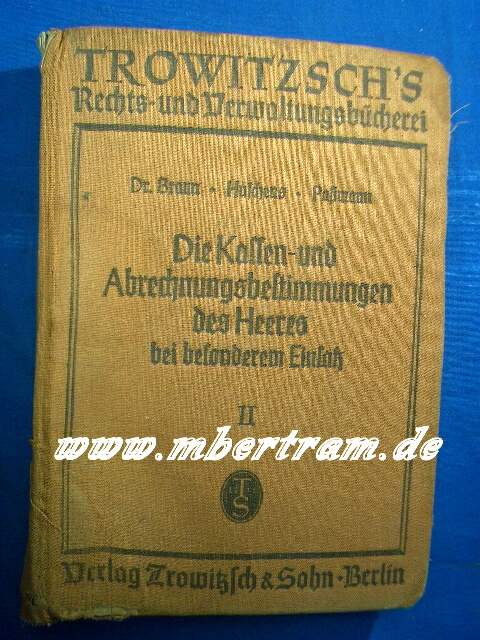 TROWITZSCH'S
Rechts- und Verwaltungsbücherei
Dr. Braun · Huschens · Paßmann
Die Kassen- und
Abrechnungsbestimmungen
des Heeres
bei besonderem Einsatz
II
www.mbertram.de
TS
Verlag Trowitzsch & Sohn · Berlin